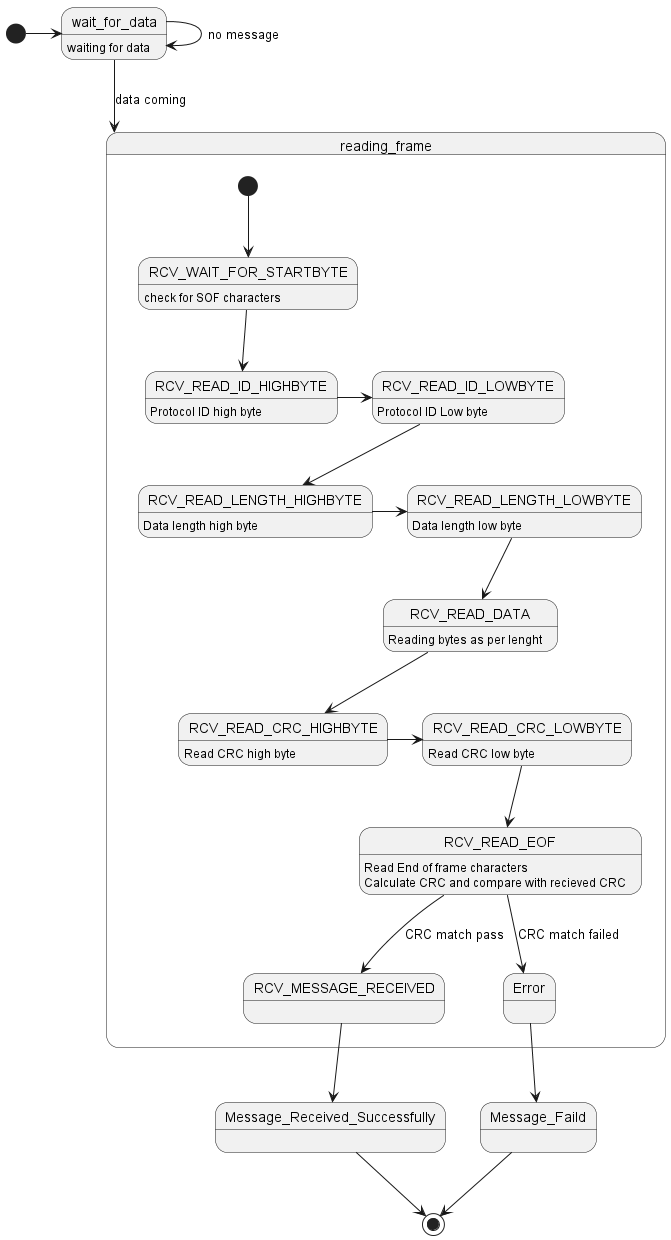 wait_for_data
waiting for data
no message
data coming
reading_frame
RCV_WAIT_FOR_STARTBYTE
check for SOF characters
RCV_READ_ID_HIGHBYTE
Protocol ID high byte
RCV_READ_ID_LOWBYTE
Protocol ID Low byte
RCV_READ_LENGTH_HIGHBYTE
Data length high byte
RCV_READ_LENGTH_LOWBYTE
Data length low byte
RCV_READ_DATA
Reading bytes as per lenght
RCV_READ_CRC_HIGHBYTE
Read CRC high byte
RCV_READ_CRC_LOWBYTE
Read CRC low byte
RCV_READ_EOF
Read End of frame characters
Calculate CRC and compare with recieved CRC
CRC match pass
CRC match failed
RCV_MESSAGE_RECEIVED
Error
Message_Received_Successfully
Message_Faild